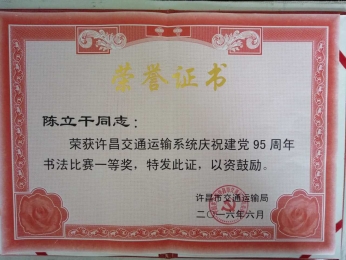 荣誉证书
陈立干同志：
荣获许昌交通运输系统庆祝建党95周年
书法比赛一等奖，特发此证，以资鼓励。
许昌市交通运输局
二〇一六年六月